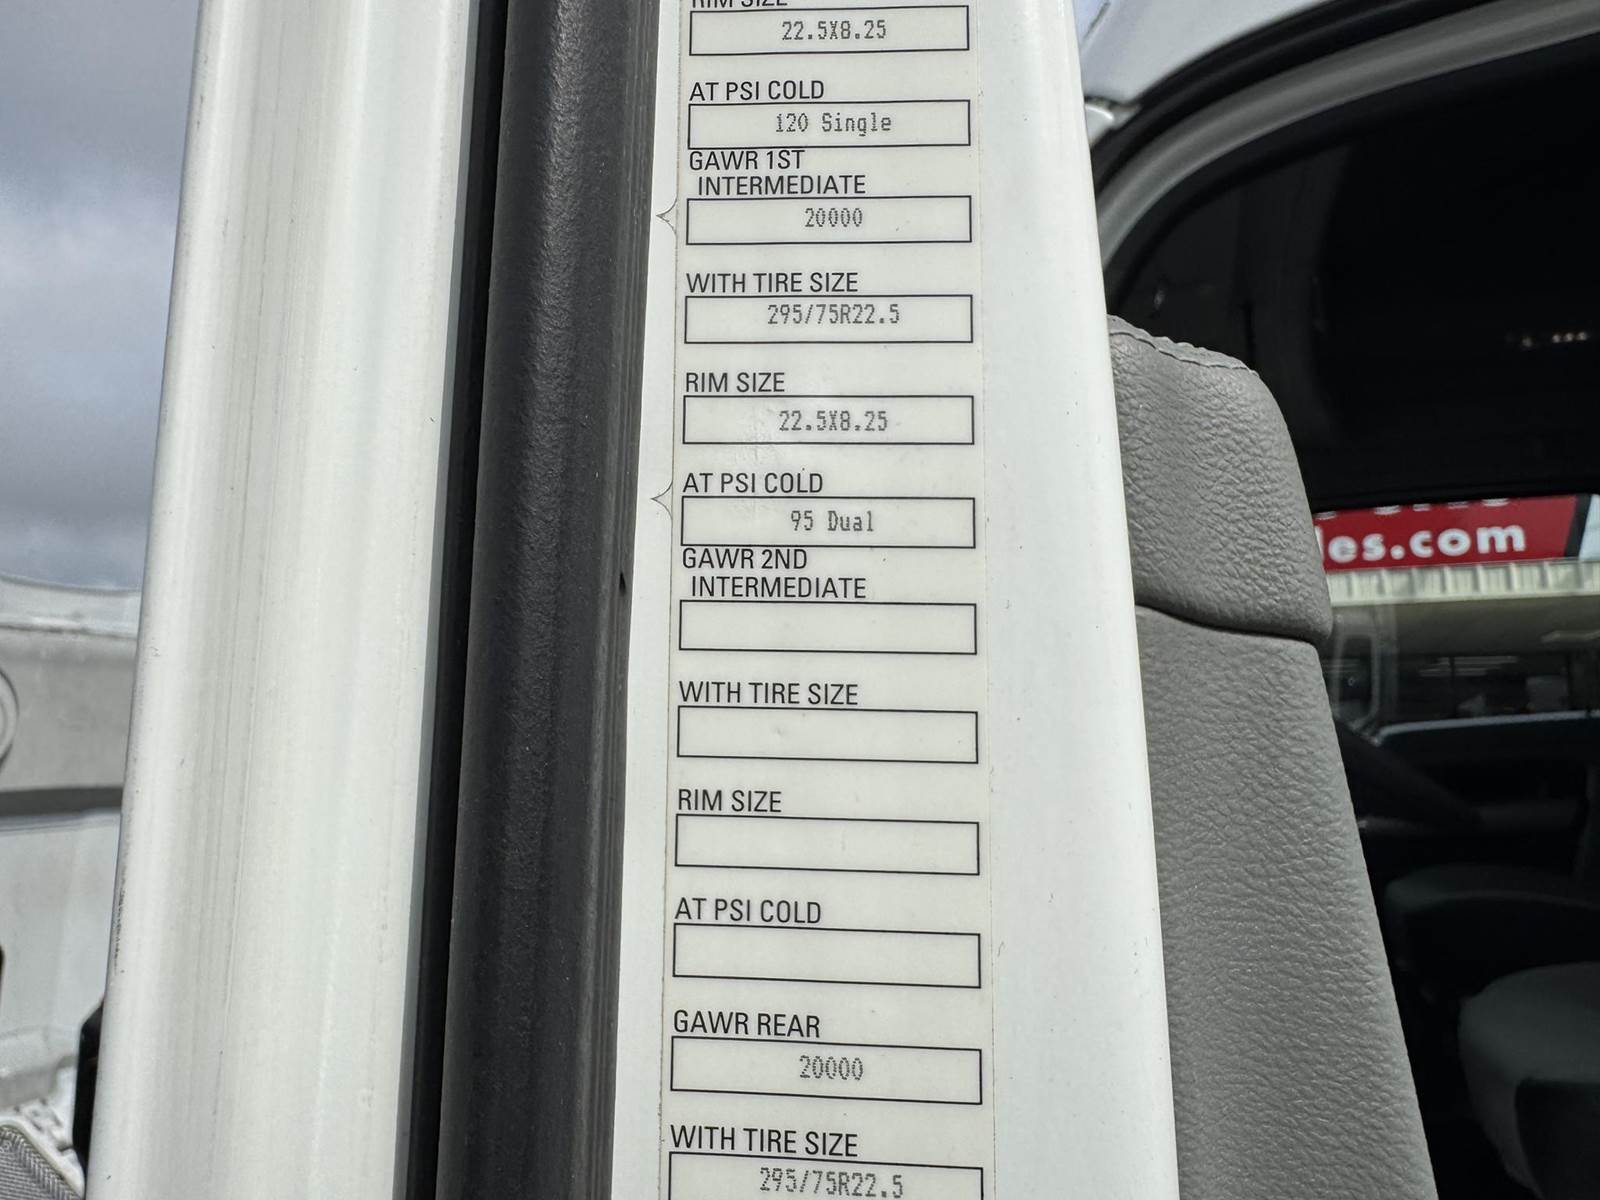 RIM SIZE
22.5X8.25
AT PSI COLD
120 Single
GAWR 1ST
INTERMEDIATE
20000
WITH TIRE SIZE
295/75R22.5
RIM SIZE
22.5X8.25
AT PSI COLD
95 Dual
GAWR 2ND
INTERMEDIATE
WITH TIRE SIZE
RIM SIZE
AT PSI COLD
GAWR REAR
20000
WITH TIRE SIZE
295/75R22.5
les.com